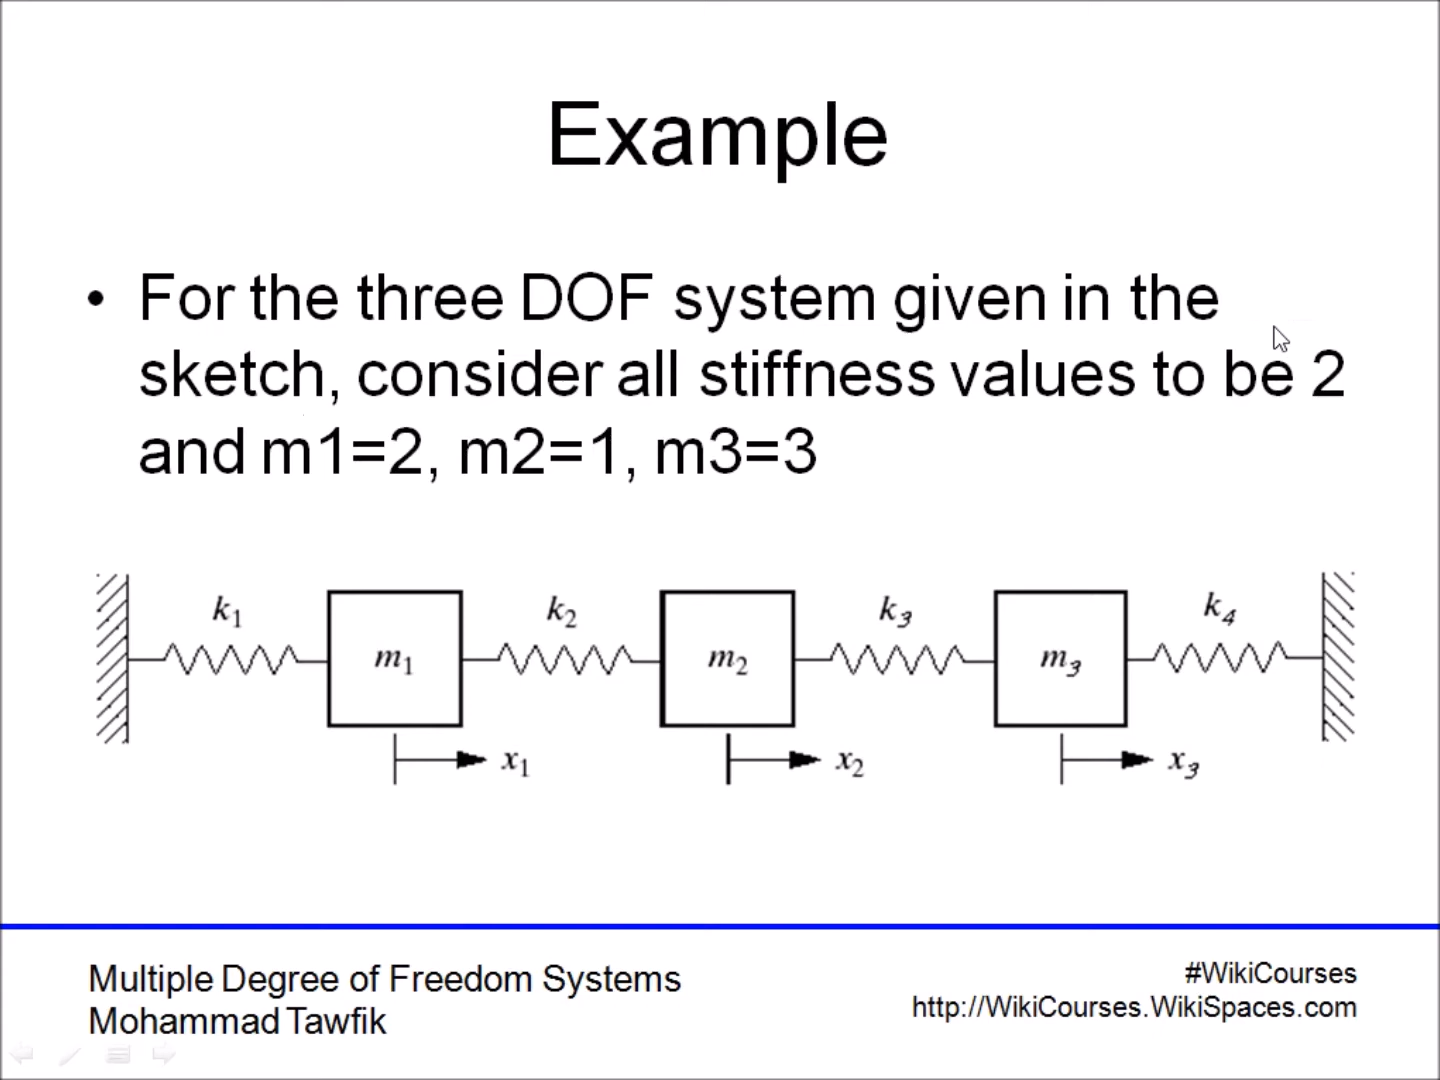 Example
• For the three DOF system given in the
sketch, consider all stiffness values to be 2
and m1=2, m2=1, m3=3
k1 k2 k3 k4
m1 m2 m3
x1 x2 x3
Multiple Degree of Freedom Systems
Mohammad Tawfik
#WikiCourses
http://WikiCourses.WikiSpaces.com